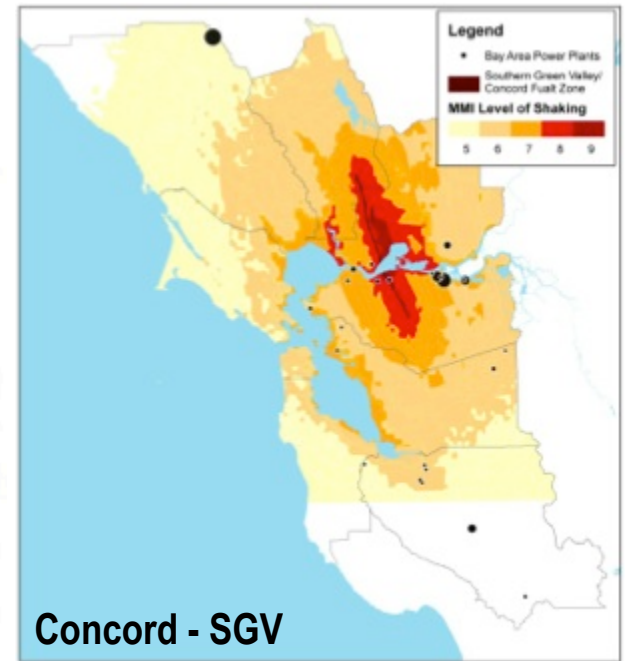 Legend
Bay Area Power Plants
Southern Green Valley/
Concord Fualt Zone
MMI Level of Shaking
5 6 7 8 9
Concord - SGV